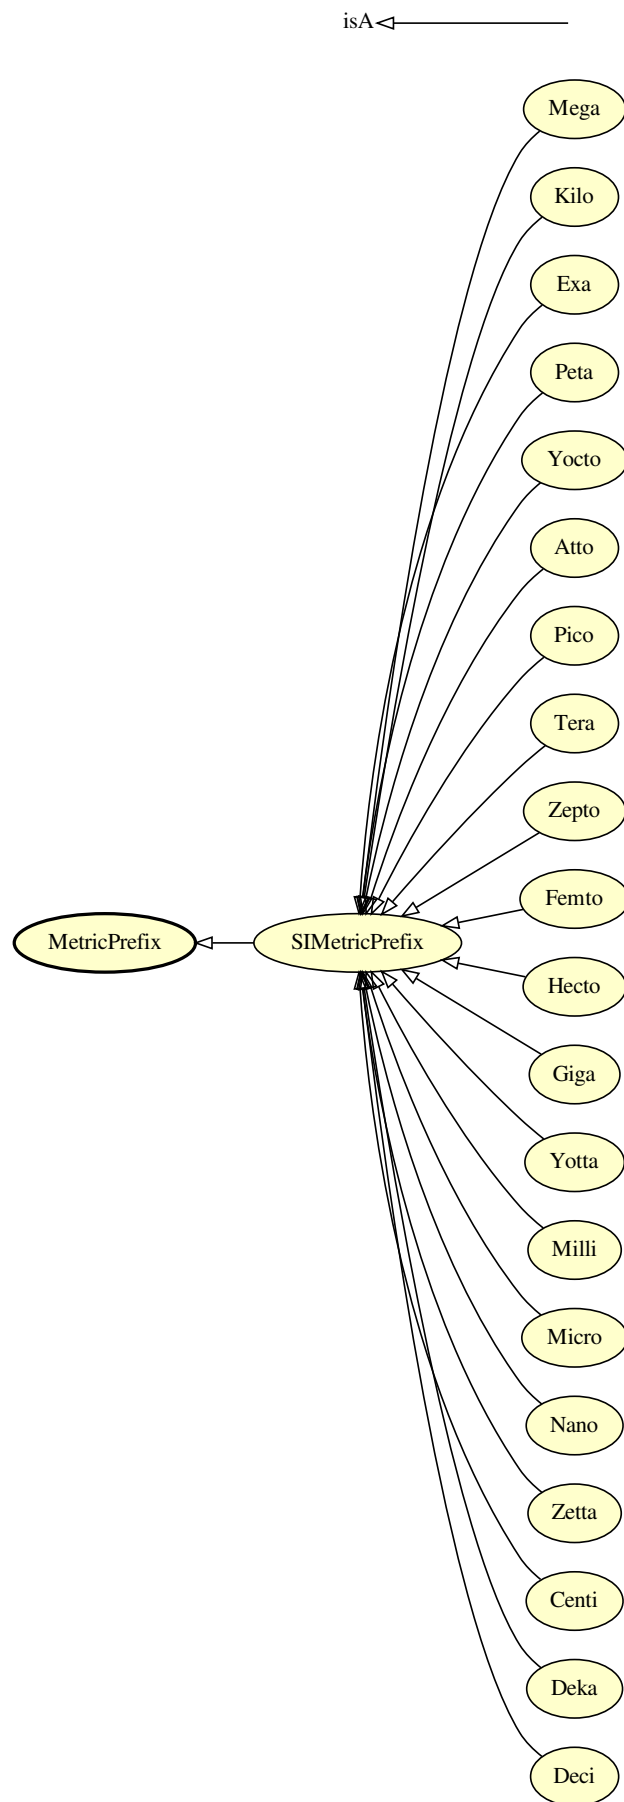 isA
Mega
Kilo
Exa
Peta
Yocto
Atto
Pico
Tera
Zepto
Femto
MetricPrefix
SIMetricPrefix
Hecto
Giga
Yotta
Milli
Micro
Nano
Zetta
Centi
Deka
Deci